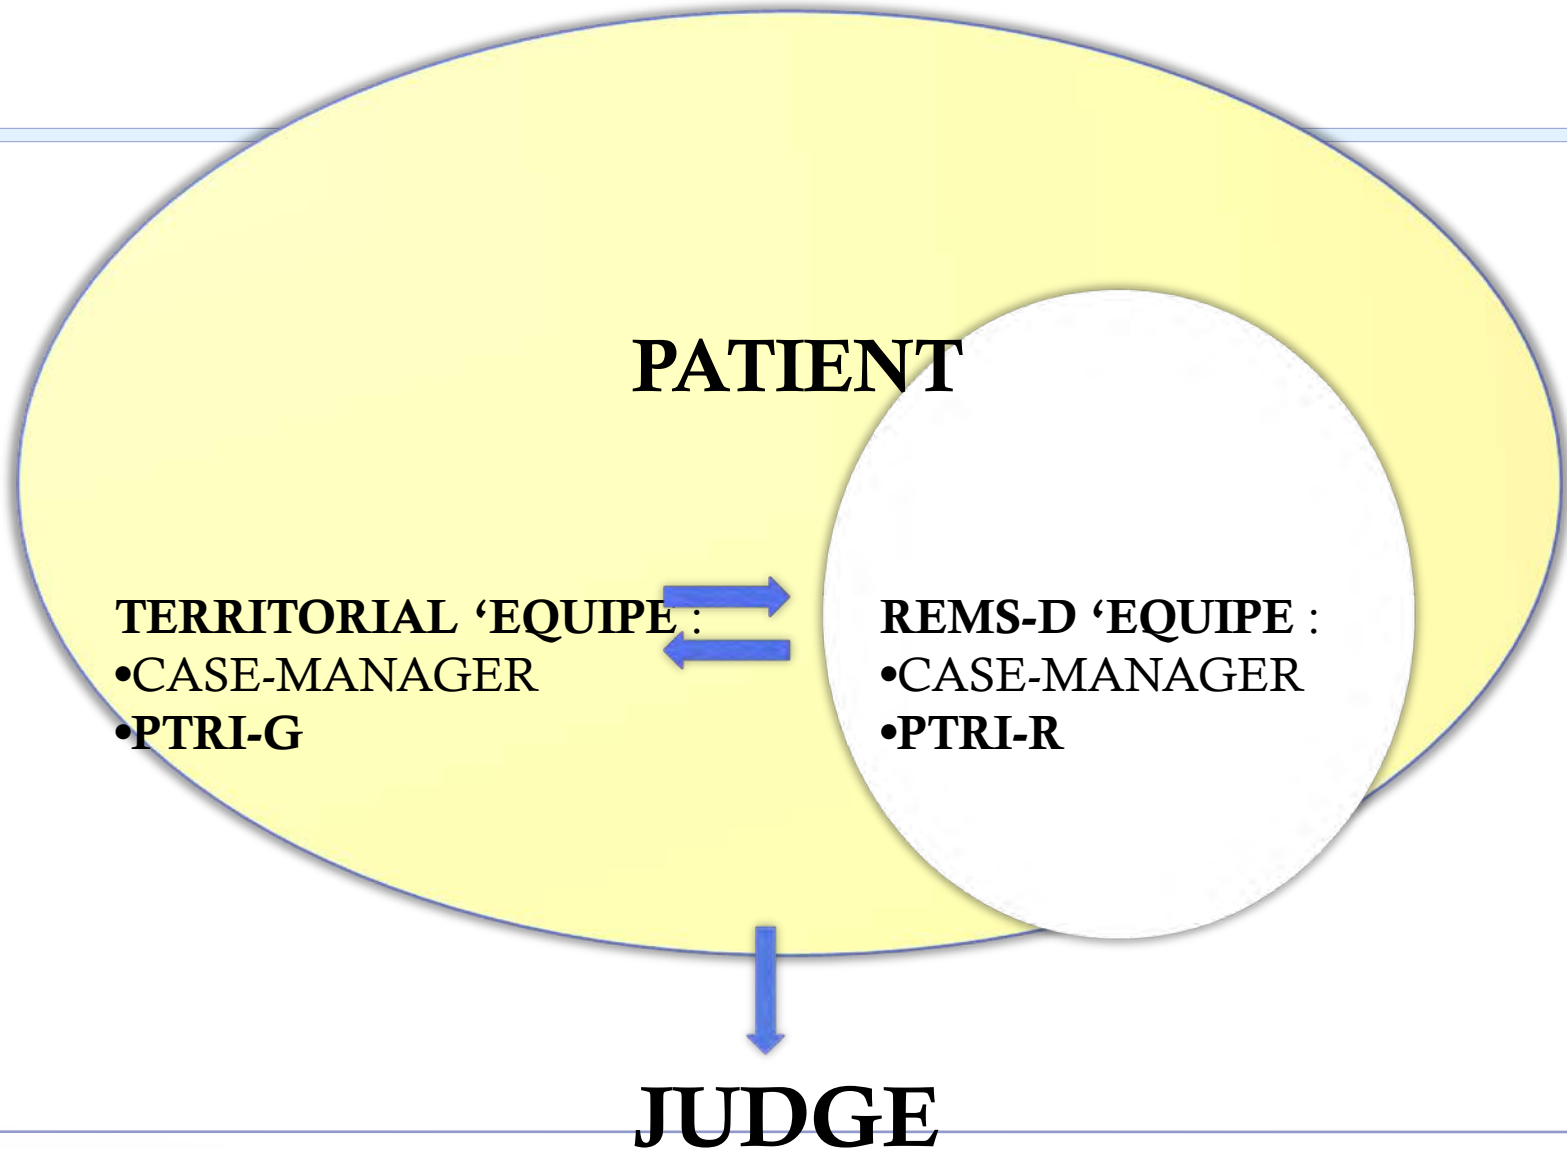 PATIENT
TERRITORIAL ‘EQUIPE :
•CASE-MANAGER
•PTRI-G
REMS-D ‘EQUIPE :
•CASE-MANAGER
•PTRI-R
JUDGE